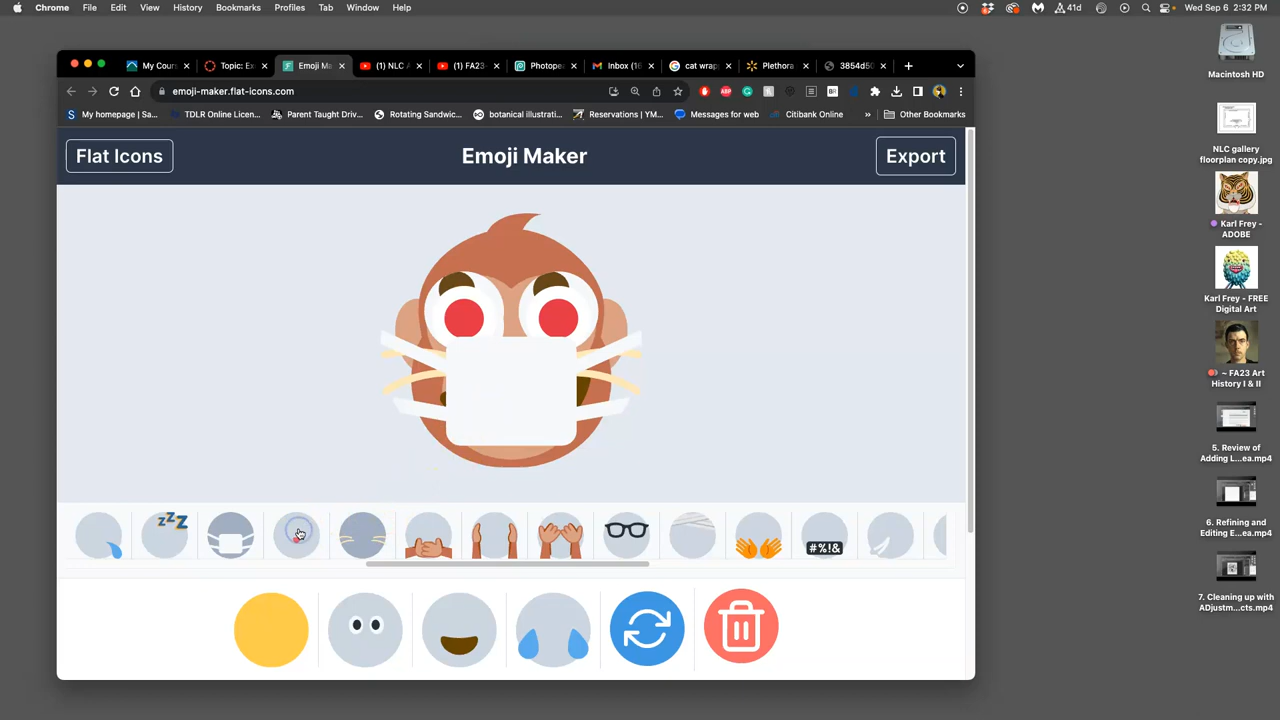 Chrome File Edit View History Bookmarks Profiles Tab Window Help 41d Wed Sep 6 2:32 PM
My Cour Topic: Ex Emoji Ma (1) NLC A (1) FA23 Photope Inbox (16 cat wrap Plethora 3854d50
emoji-maker.flat-icons.com
My homepage | Sa... TDLR Online Licen... Parent Taught Driv... Rotating Sandwic... botanical illustrati... Reservations | YM... Messages for web Citibank Online » Other Bookmarks
Flat Icons Emoji Maker Export
zzZ
#%!&
Macintosh HD
NLC gallery
floorplan copy.jpg
Karl Frey -
ADOBE
Karl Frey - FREE
Digital Art
~ FA23 Art
History I & II
5. Review of
Adding L...ea.mp4
6. Refining and
Editing E...ea.mp4
7. Cleaning up with
ADjustm...cts.mp4